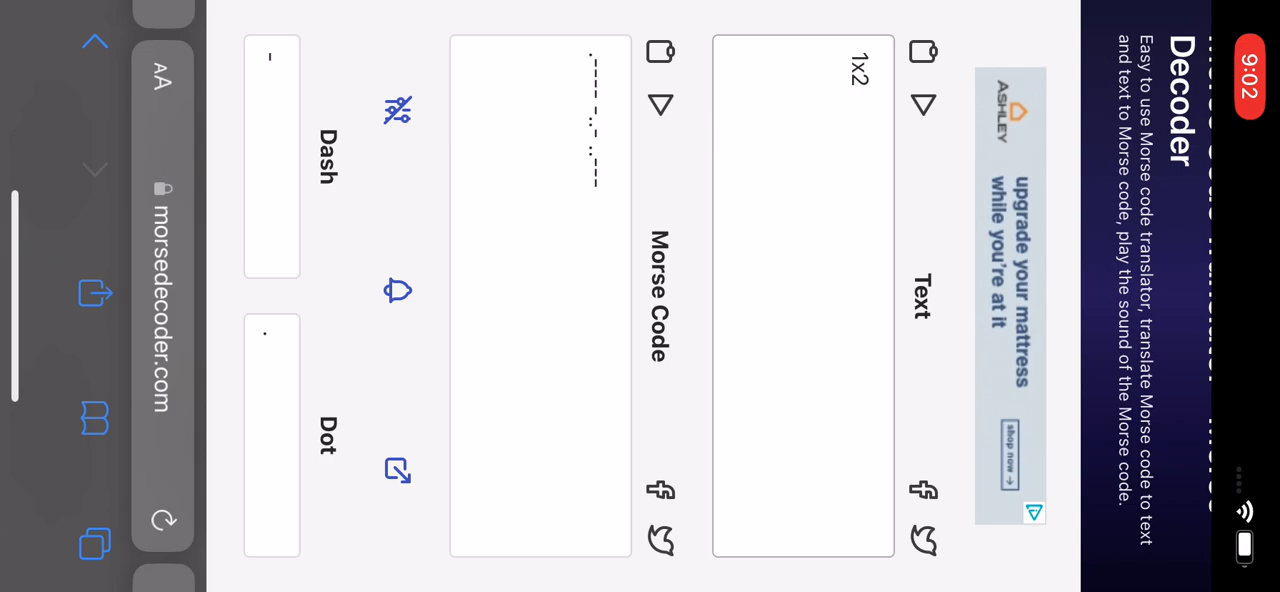 9:02
Decoder
Easy to use Morse code translator, translate Morse code to text
and text to Morse code, play the sound of the Morse code.
ASHLEY
upgrade your mattress
while you're at it
shop now →
Text
1x2
Morse Code
.---- -..- ..---
Dash
Dot
-
.
AA
morsedecoder.com